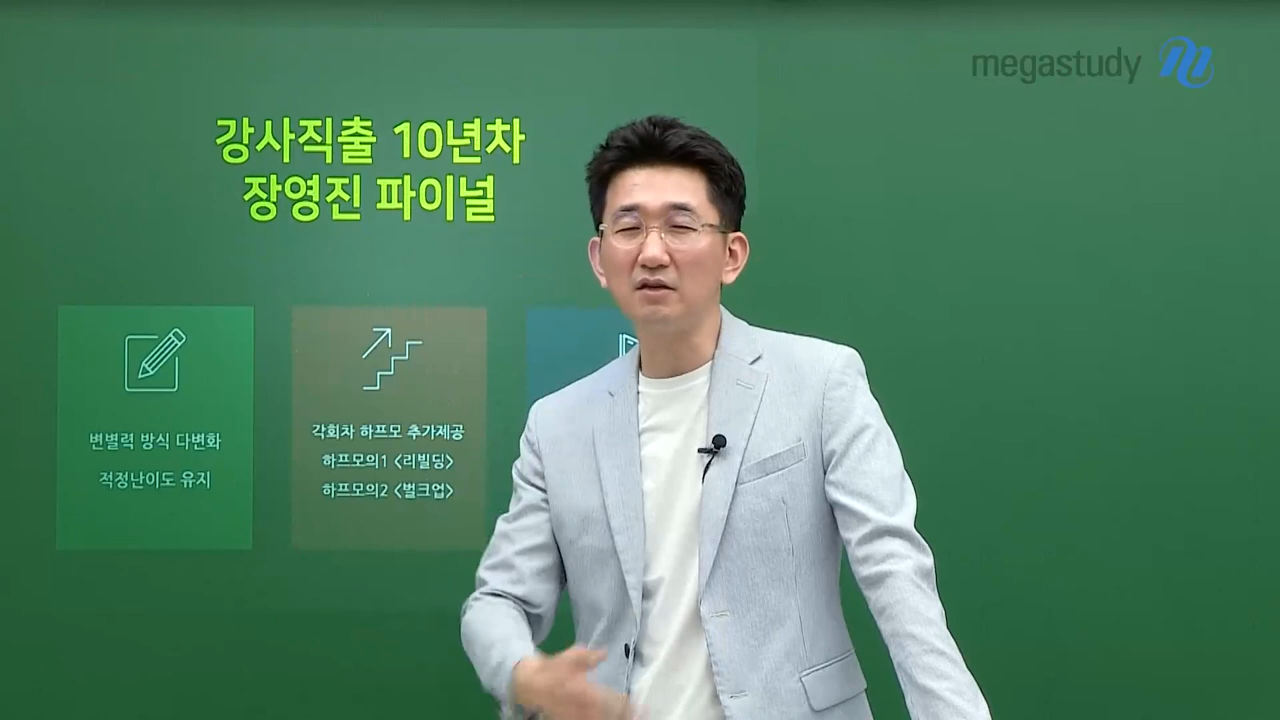 megastudy
강사직출 10년차
장영진 파이널
변별력 방식 다변화
적정난이도 유지
각회차 하프모 추가제공
하프모의1 <리빌딩>
하프모의2 <벌크업>